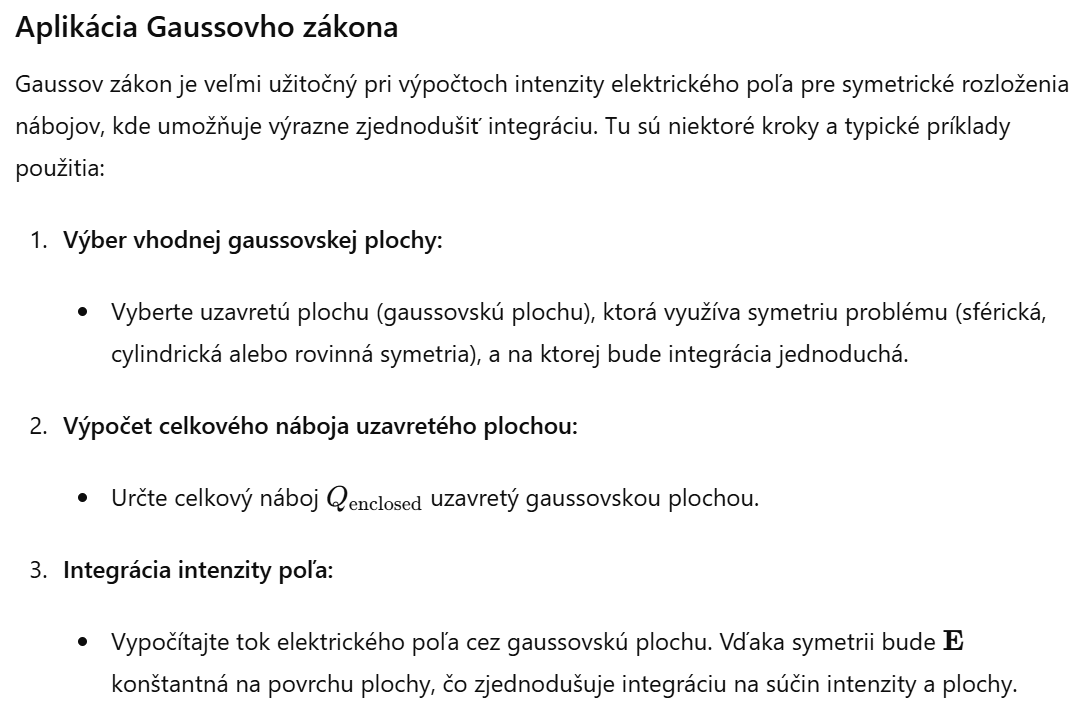 Aplikácia Gaussovho zákona
Gaussov zákon je veľmi užitočný pri výpočtoch intenzity elektrického poľa pre symetrické rozloženia
nábojov, kde umožňuje výrazne zjednodušiť integráciu. Tu sú niektoré kroky a typické príklady
použitia:
1. Výber vhodnej gaussovskej plochy:
• Vyberte uzavretú plochu (gaussovskú plochu), ktorá využíva symetriu problému (sférická,
cylindrická alebo rovinná symetria), a na ktorej bude integrácia jednoduchá.
2. Výpočet celkového náboja uzavretého plochou:
• Určte celkový náboj Q_enclosed uzavretý gaussovskou plochou.
3. Integrácia intenzity poľa:
• Vypočítajte tok elektrického poľa cez gaussovskú plochu. Vďaka symetrii bude E
konštantná na povrchu plochy, čo zjednodušuje integráciu na súčin intenzity a plochy.